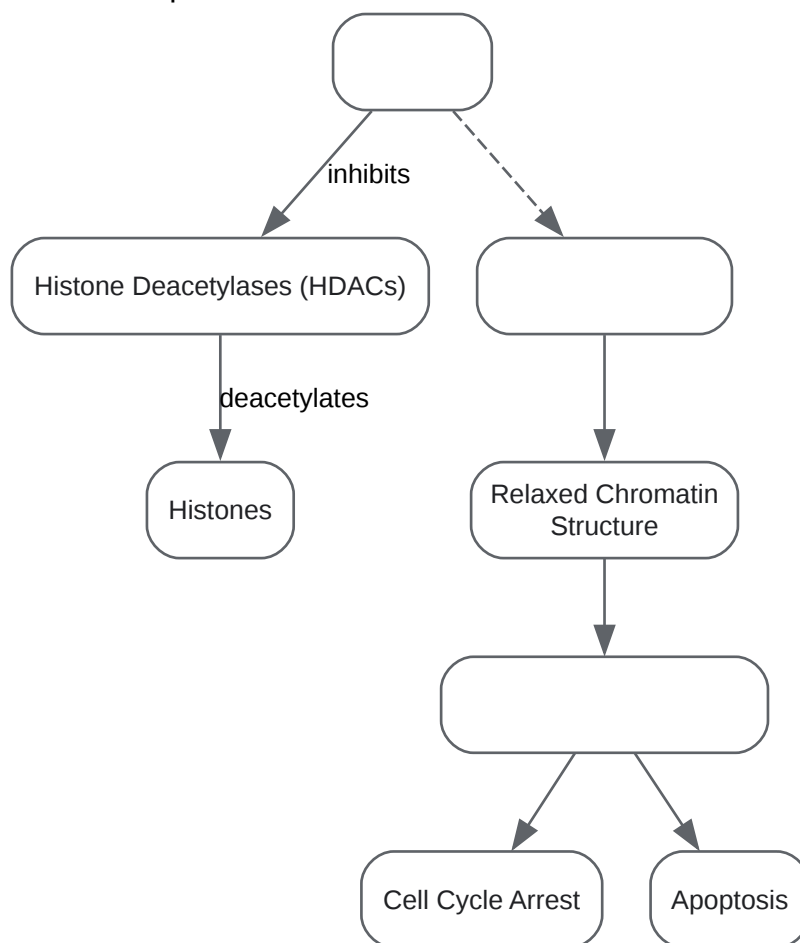 inhibits
Histone Deacetylases (HDACs)
deacetylates
Histones
Relaxed Chromatin
Structure
Cell Cycle Arrest
Apoptosis